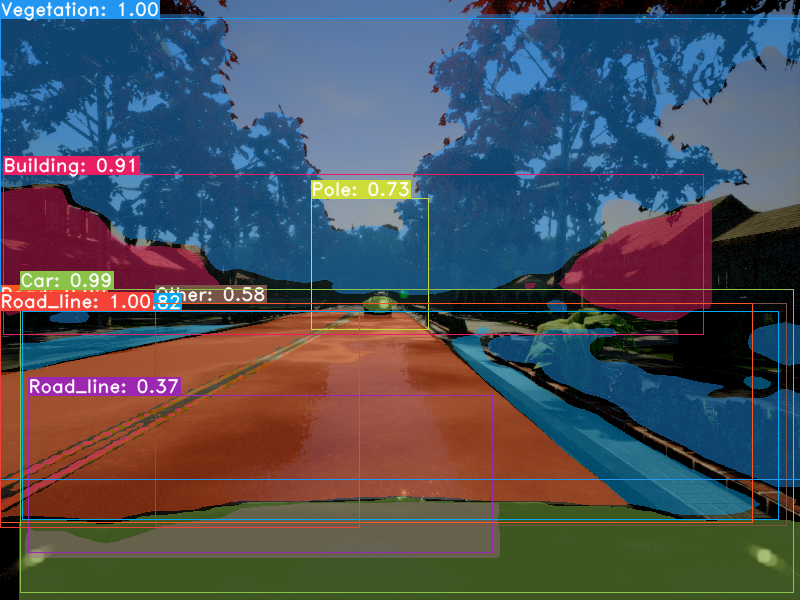 Vegetation: 1.00
Building: 0.91
Pole: 0.73
Car: 0.99
Other: 0.58
Road_line: 1.00
.82
Road_line: 0.37